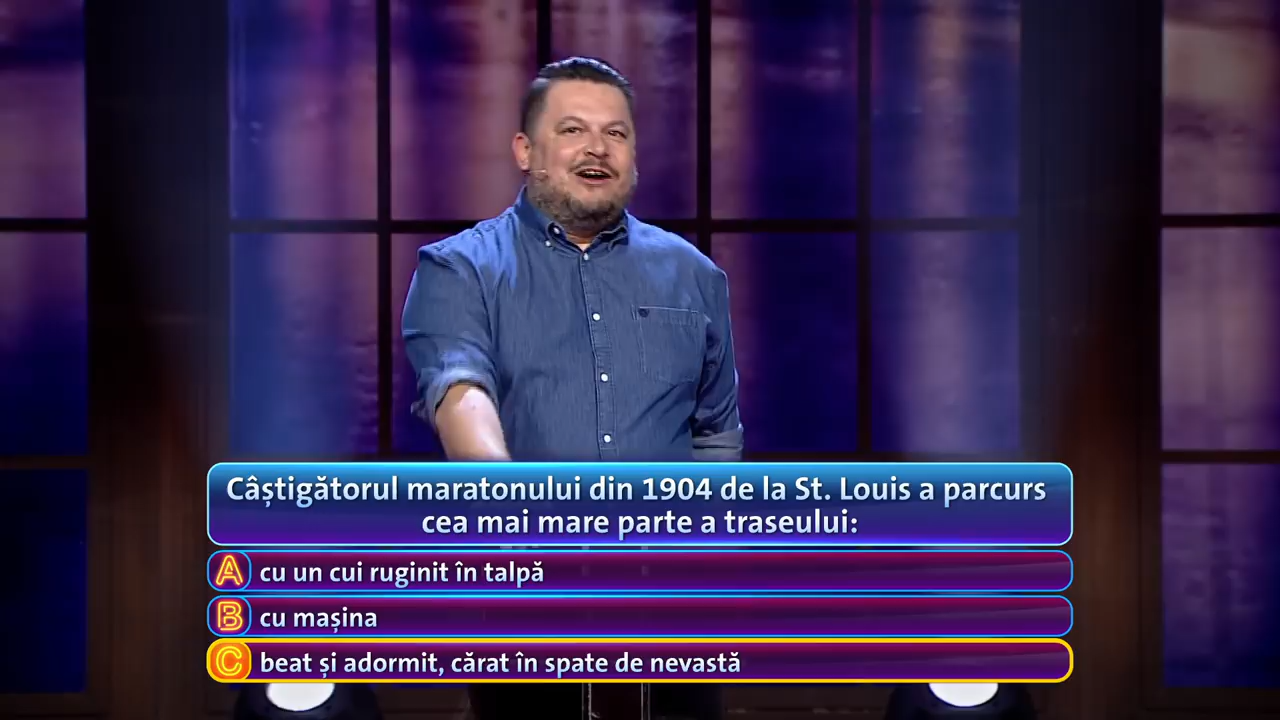 Câștigătorul maratonului din 1904 de la St. Louis a parcurs
cea mai mare parte a traseului:
A cu un cui ruginit în talpă
B cu mașina
C beat și adormit, cărat în spate de nevastă